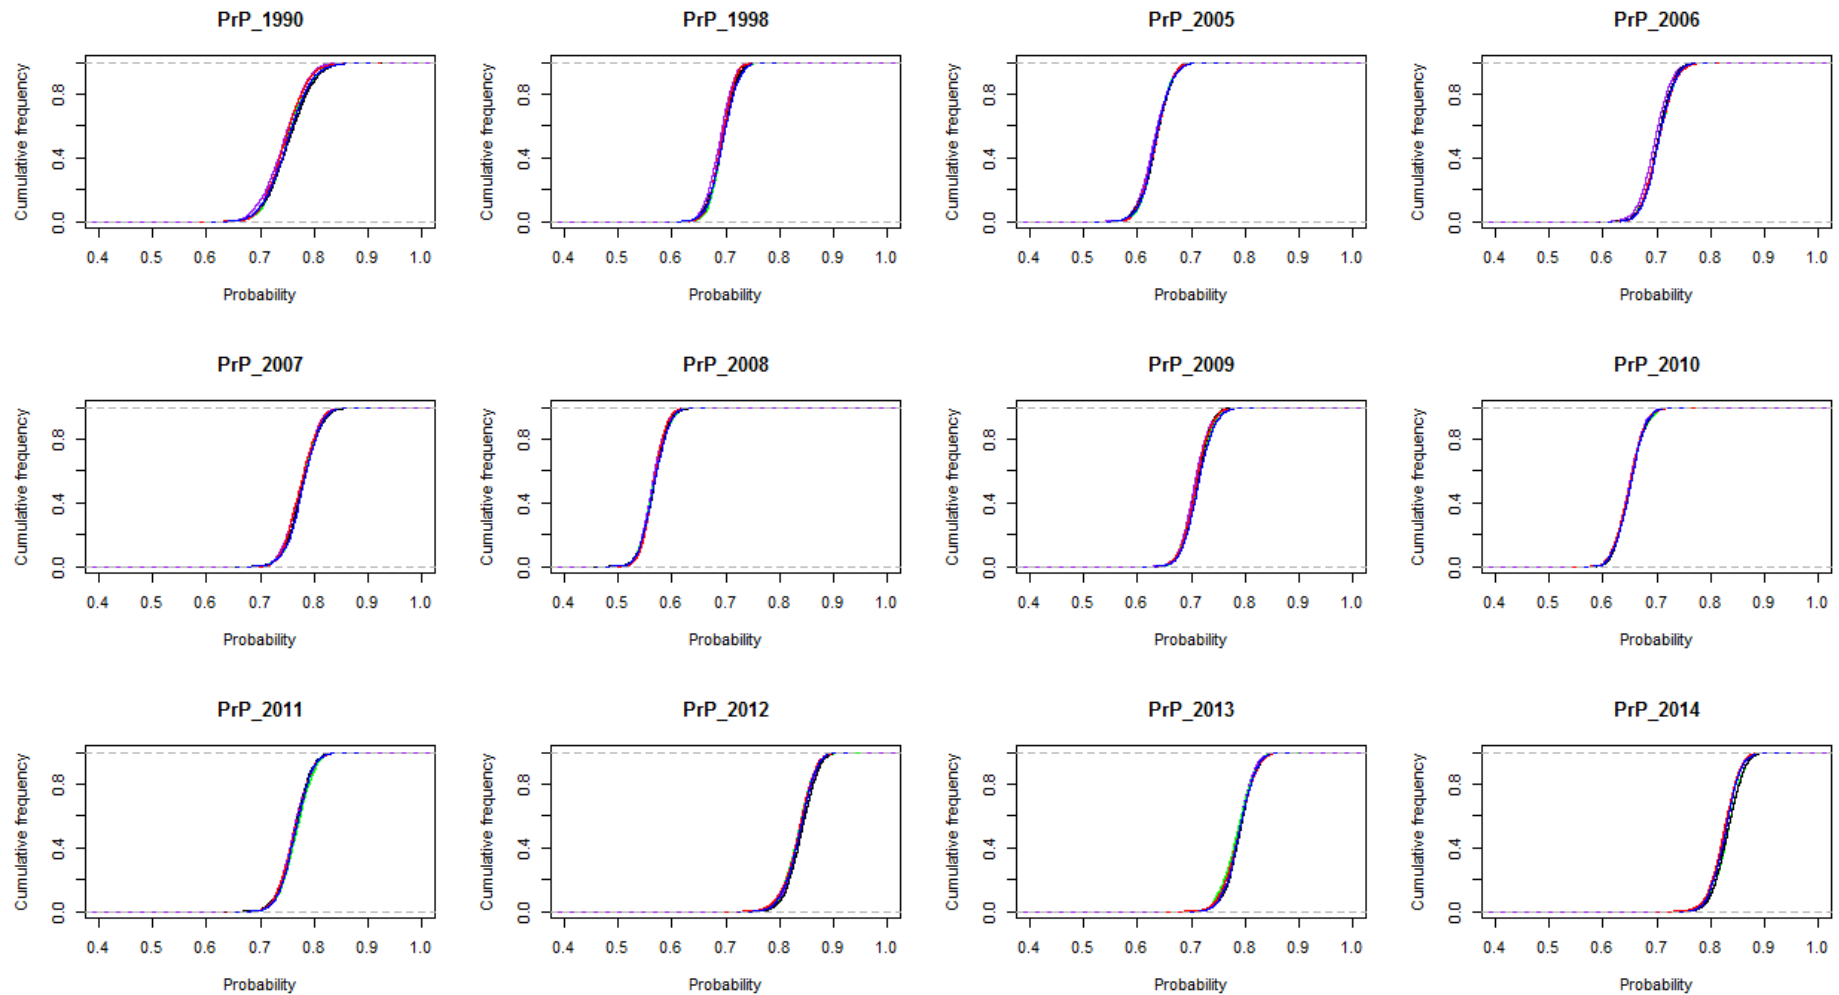 PrP_1990 PrP_1998 PrP_2005 PrP_2006
Cumulative frequency Cumulative frequency Cumulative frequency Cumulative frequency
0.0 0.4 0.8 0.0 0.4 0.8 0.0 0.4 0.8 0.0 0.4 0.8
0.4 0.5 0.6 0.7 0.8 0.9 1.0 0.4 0.5 0.6 0.7 0.8 0.9 1.0 0.4 0.5 0.6 0.7 0.8 0.9 1.0 0.4 0.5 0.6 0.7 0.8 0.9 1.0
Probability Probability Probability Probability
PrP_2007 PrP_2008 PrP_2009 PrP_2010
Cumulative frequency Cumulative frequency Cumulative frequency Cumulative frequency
0.0 0.4 0.8 0.0 0.4 0.8 0.0 0.4 0.8 0.0 0.4 0.8
0.4 0.5 0.6 0.7 0.8 0.9 1.0 0.4 0.5 0.6 0.7 0.8 0.9 1.0 0.4 0.5 0.6 0.7 0.8 0.9 1.0 0.4 0.5 0.6 0.7 0.8 0.9 1.0
Probability Probability Probability Probability
PrP_2011 PrP_2012 PrP_2013 PrP_2014
Cumulative frequency Cumulative frequency Cumulative frequency Cumulative frequency
0.0 0.4 0.8 0.0 0.4 0.8 0.0 0.4 0.8 0.0 0.4 0.8
0.4 0.5 0.6 0.7 0.8 0.9 1.0 0.4 0.5 0.6 0.7 0.8 0.9 1.0 0.4 0.5 0.6 0.7 0.8 0.9 1.0 0.4 0.5 0.6 0.7 0.8 0.9 1.0
Probability Probability Probability Probability